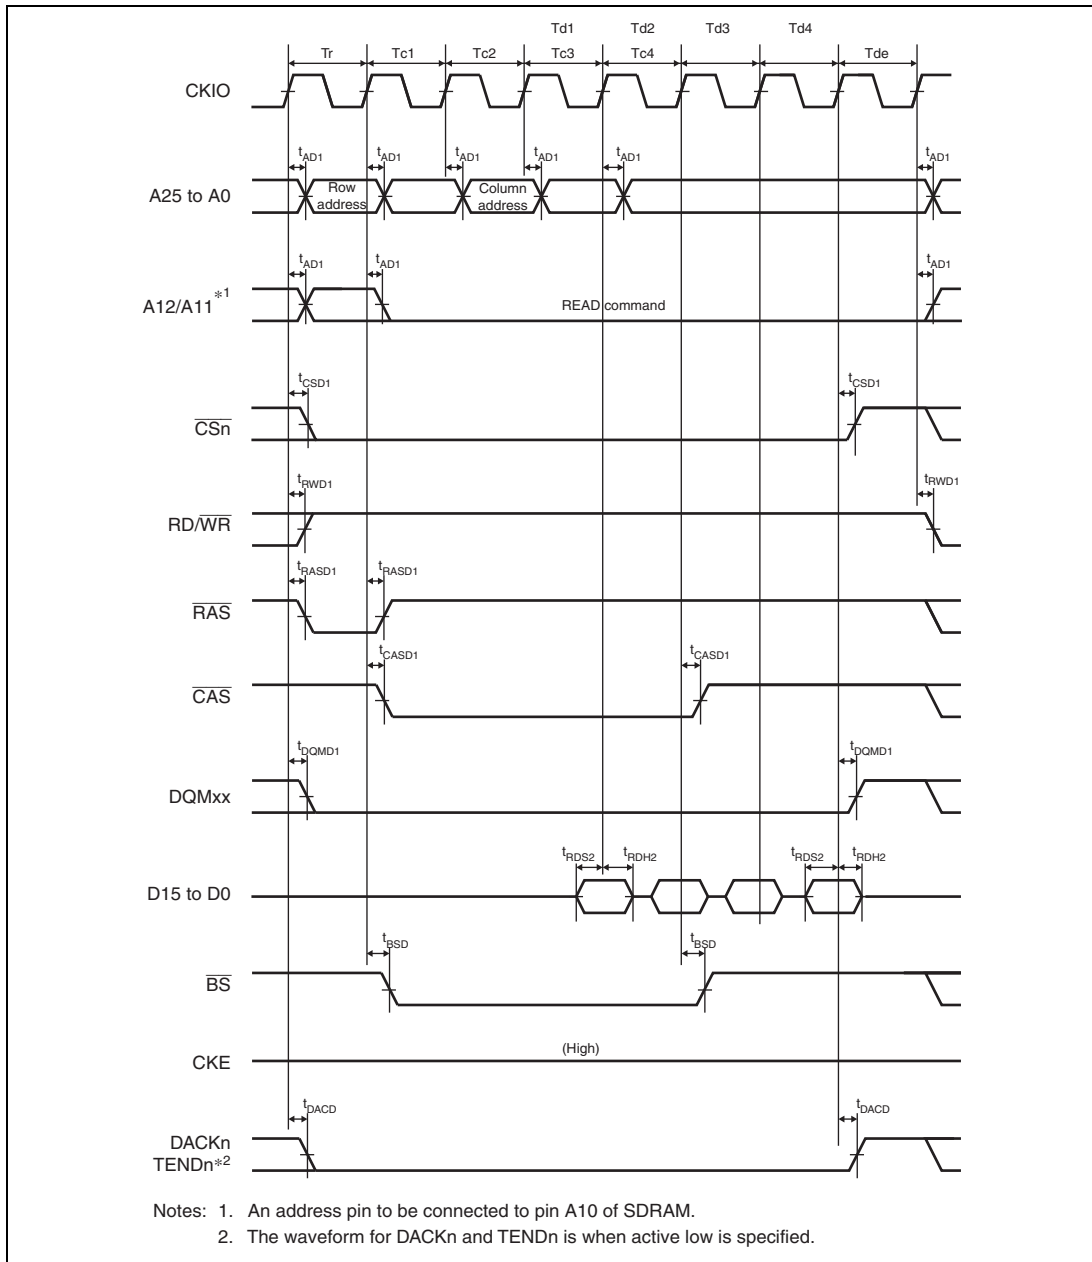 Td1 Td2 Td3 Td4
Tr Tc1 Tc2 Tc3 Tc4 Tde
CKIO
tAD1 tAD1 tAD1 tAD1 tAD1 tAD1
A25 to A0
Row address
Column address
tAD1 tAD1 tAD1
A12/A11*1
READ command
tCSD1 tCSD1
CSn
tRWD1 tRWD1
RD/WR
tRASD1 tRASD1
RAS
tCASD1 tCASD1
CAS
tDQMD1 tDQMD1
DQMxx
tRDS2 tRDH2 tRDS2 tRDH2
D15 to D0
tBSD tBSD
BS
(High)
CKE
tDACD tDACD
DACKn
TENDn*2
Notes: 1. An address pin to be connected to pin A10 of SDRAM.
2. The waveform for DACKn and TENDn is when active low is specified.